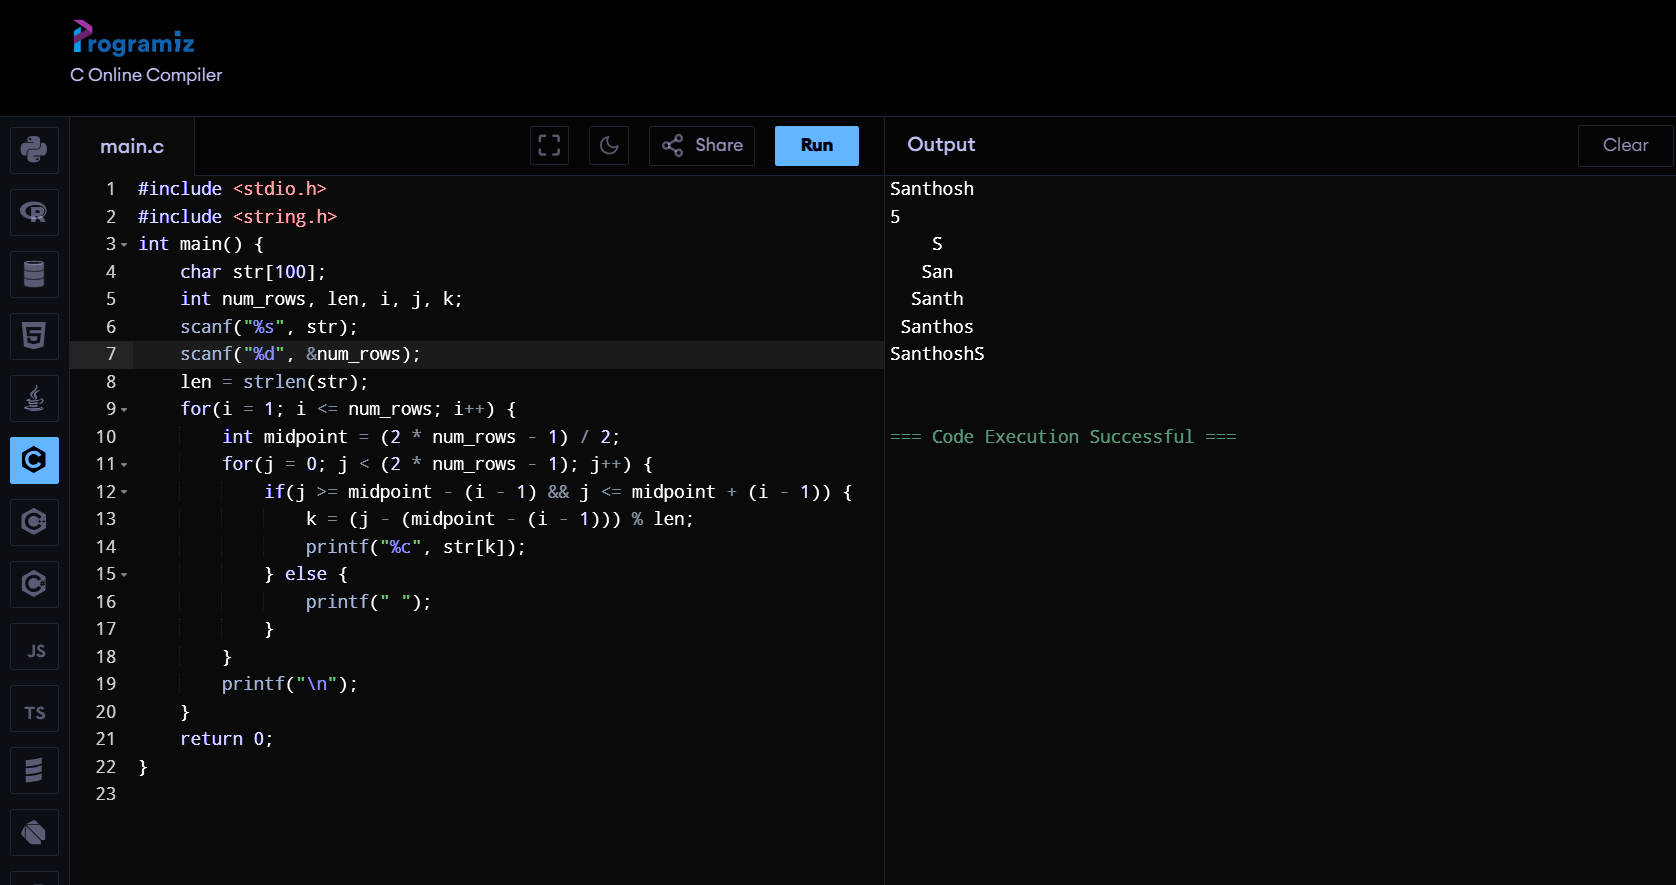 Programiz
C Online Compiler
main.c
Share
Run
Output
Clear
1 #include <stdio.h>
2 #include <string.h>
3 int main() {
4     char str[100];
5     int num_rows, len, i, j, k;
6     scanf("%s", str);
7     scanf("%d", &num_rows);
8     len = strlen(str);
9     for(i = 1; i <= num_rows; i++) {
10         int midpoint = (2 * num_rows - 1) / 2;
11         for(j = 0; j < (2 * num_rows - 1); j++) {
12             if(j >= midpoint - (i - 1) && j <= midpoint + (i - 1)) {
13                 k = (j - (midpoint - (i - 1))) % len;
14                 printf("%c", str[k]);
15             } else {
16                 printf(" ");
17             }
18         }
19         printf("\n");
20     }
21     return 0;
22 }
23
Santhosh
5
    S
   San
  Santh
 Santhos
SanthoshS
=== Code Execution Successful ===
R
5
C
C
C
JS
TS